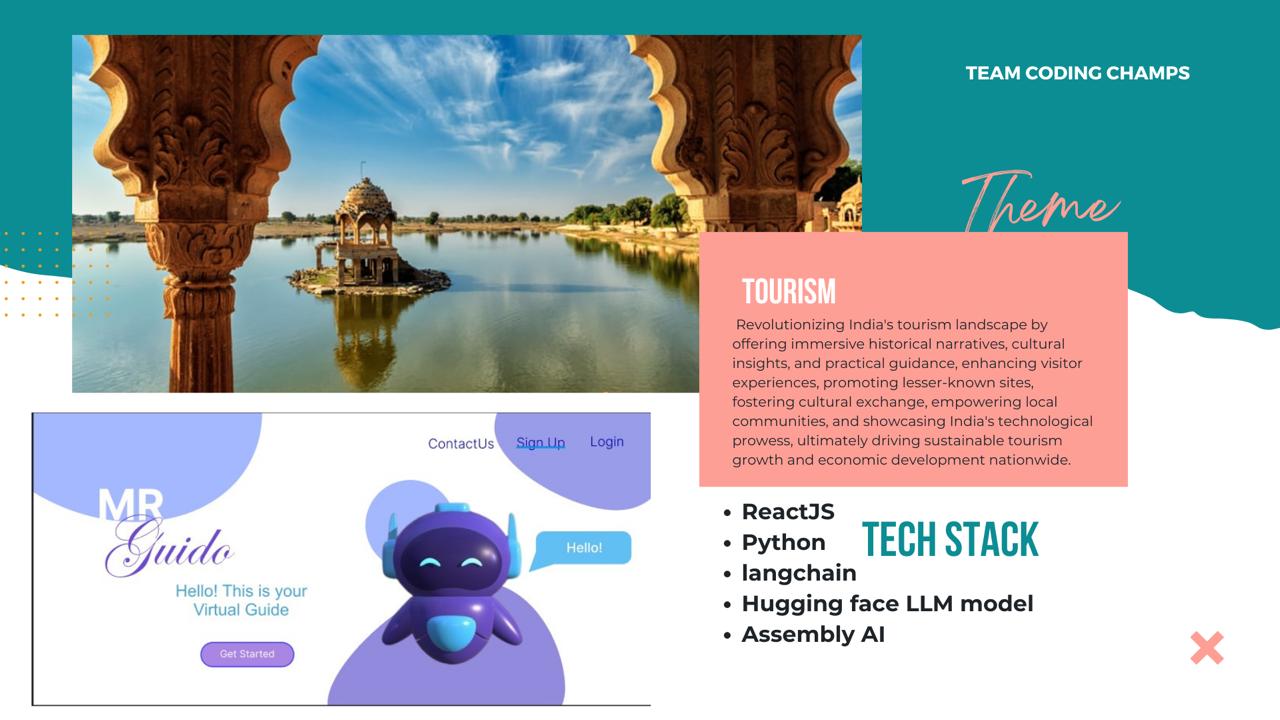 TEAM CODING CHAMPS
Theme
TOURISM
Revolutionizing India's tourism landscape by
offering immersive historical narratives, cultural
insights, and practical guidance, enhancing visitor
experiences, promoting lesser-known sites,
fostering cultural exchange, empowering local
communities, and showcasing India's technological
prowess, ultimately driving sustainable tourism
growth and economic development nationwide.
ContactUs Sign Up Login
MR
Guido
Hello! This is your
Virtual Guide
Get Started
Hello!
TECH STACK
• ReactJS
• Python
• langchain
• Hugging face LLM model
• Assembly AI